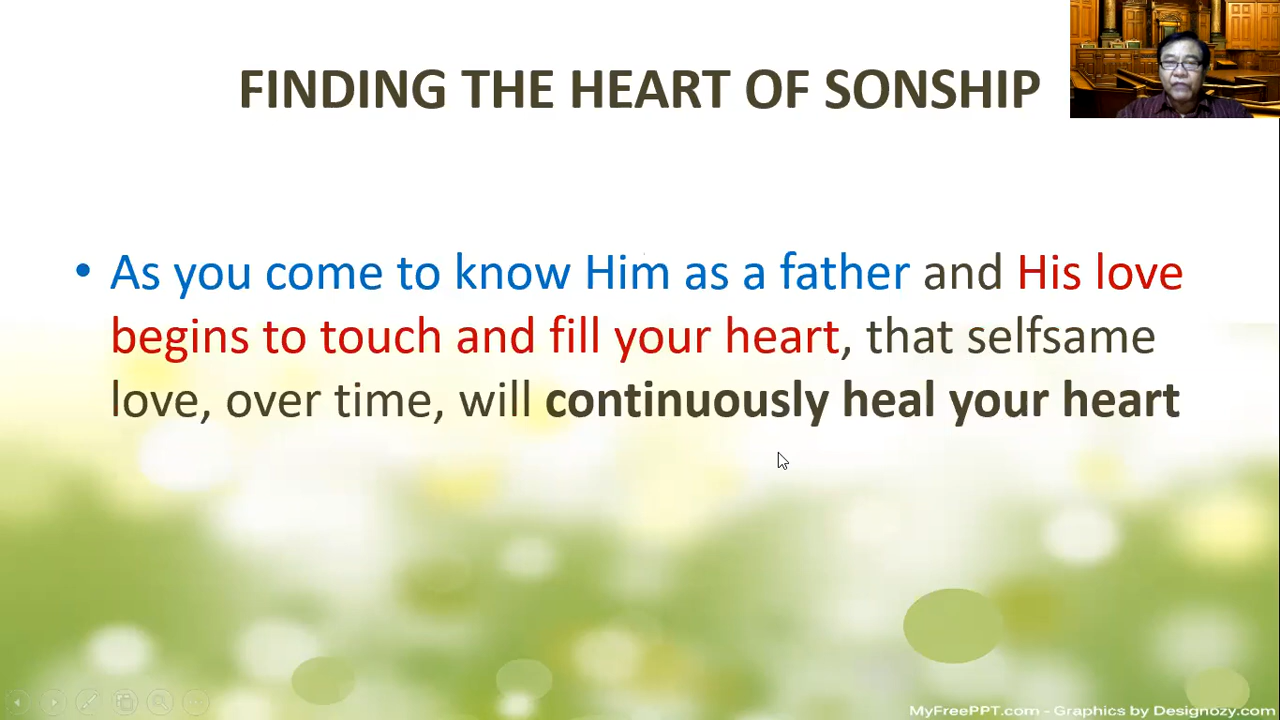 FINDING THE HEART OF SONSHIP
• As you come to know Him as a father and His love
begins to touch and fill your heart, that selfsame
love, over time, will continuously heal your heart
MyFreePPT.com - Graphics by Designozy.com